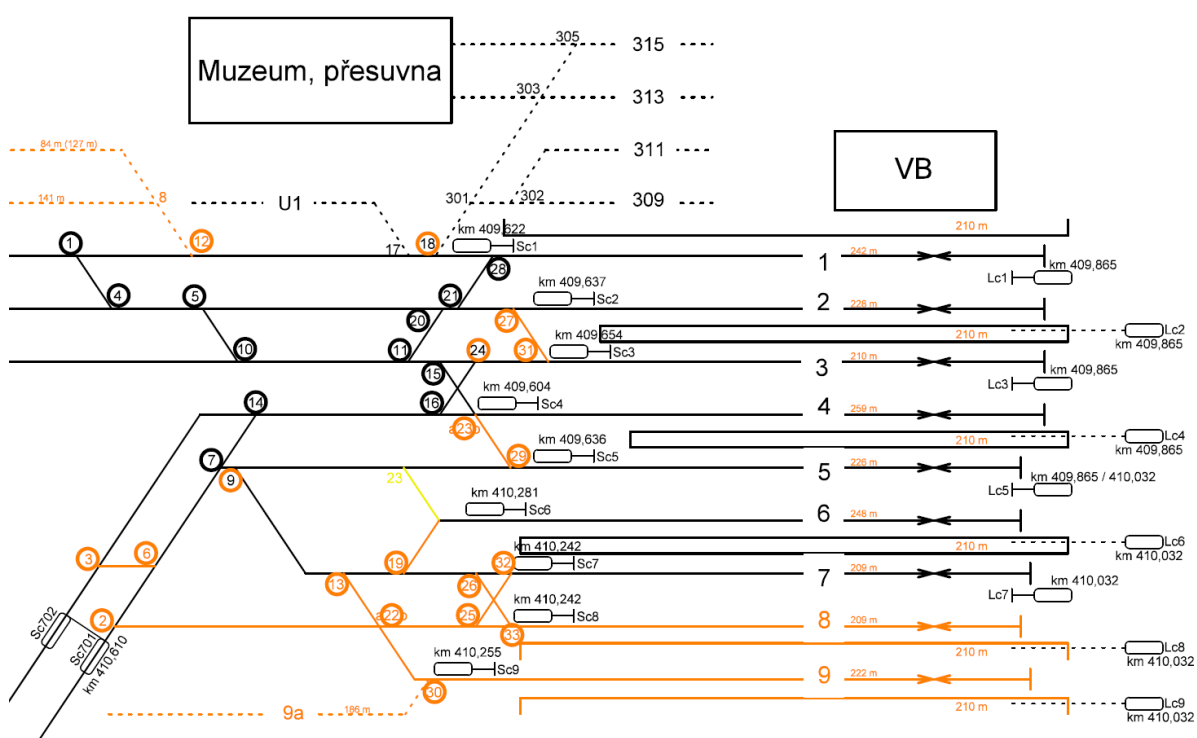 305
315
Muzeum, přesuvna
303
313
84 m (127 m)
311
VB
141 m
8
U1
301
302
309
12
17
18
km 409,622
Sc1
210 m
1
28
1
242 m
km 409,865
Lc1
4
5
21
km 409,637
Sc2
2
226 m
20
27
km 409,654
210 m
Lc2
km 409,865
10
11
24
31
Sc3
3
210 m
km 409,865
Lc3
15
14
16
km 409,604
Sc4
4
259 m
a23b
km 409,636
210 m
Lc4
km 409,865
7
9
29
Sc5
5
226 m
km 409,865 / 410,032
Lc5
23
km 410,281
Sc6
6
248 m
3
6
19
32
km 410,242
210 m
Lc6
km 410,032
13
26
Sc7
7
209 m
km 410,032
Lc7
Sc702
2
a22b
25
km 410,242
Sc8
8
209 m
33
Sc701
km 410,610
210 m
Lc8
km 410,032
km 410,255
Sc9
9
222 m
30
9a
186 m
210 m
Lc9
km 410,032